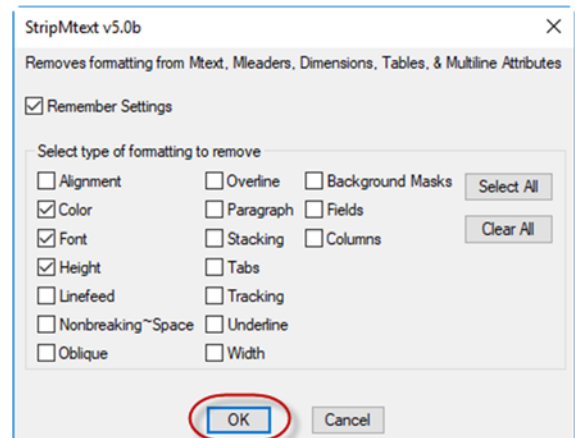 StripMtext v5.0b
Removes formatting from Mtext, Mleaders, Dimensions, Tables, & Multiline Attributes
Remember Settings
Select type of formatting to remove
Alignment Overline Background Masks Select All
Color Paragraph Fields
Font Stacking Columns Clear All
Height Tabs
Linefeed Tracking
Nonbreaking~Space Underline
Oblique Width
OK Cancel